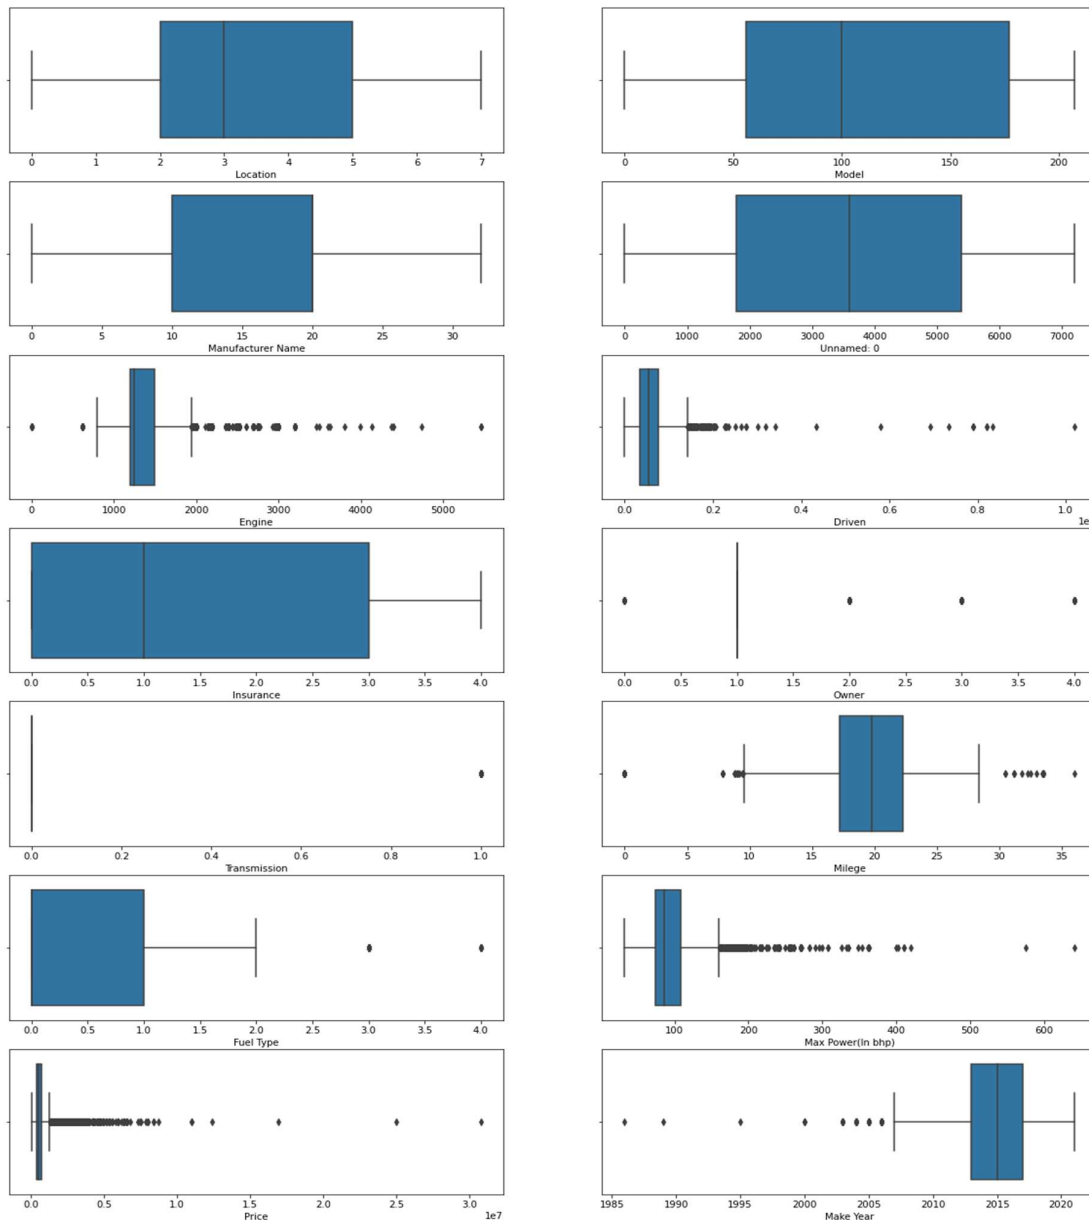 0 1 2 3 4 5 6 7
Location
0 50 100 150 200
Model
0 5 10 15 20 25 30
Manufacturer Name
0 1000 2000 3000 4000 5000 6000 7000
Unnamed: 0
0 1000 2000 3000 4000 5000
Engine
0.0 0.2 0.4 0.6 0.8 1.0
Driven
1e
0.0 0.5 1.0 1.5 2.0 2.5 3.0 3.5 4.0
Insurance
0.0 0.5 1.0 1.5 2.0 2.5 3.0 3.5 4.0
Owner
0.0 0.2 0.4 0.6 0.8 1.0
Transmission
0 5 10 15 20 25 30 35
Milege
0.0 0.5 1.0 1.5 2.0 2.5 3.0 3.5 4.0
Fuel Type
100 200 300 400 500 600
Max Power(In bhp)
0.0 0.5 1.0 1.5 2.0 2.5 3.0
Price
1e7
1985 1990 1995 2000 2005 2010 2015 2020
Make Year